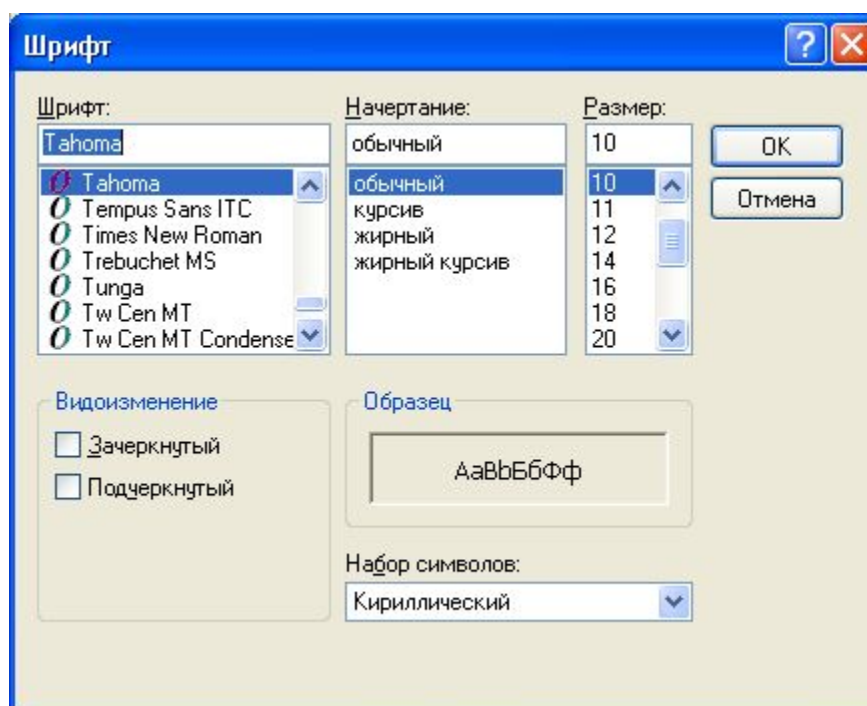 Шрифт
Шрифт:
Tahoma
Tahoma
Tempus Sans ITC
Times New Roman
Trebuchet MS
Tunga
Tw Cen MT
Tw Cen MT Condense
Начертание:
обычный
обычный
курсив
жирный
жирный курсив
Размер:
10
10
11
12
14
16
18
20
OK
Отмена
Видоизменение
Зачеркнутый
Подчеркнутый
Образец
АаBbБбФф
Набор символов:
Кириллический